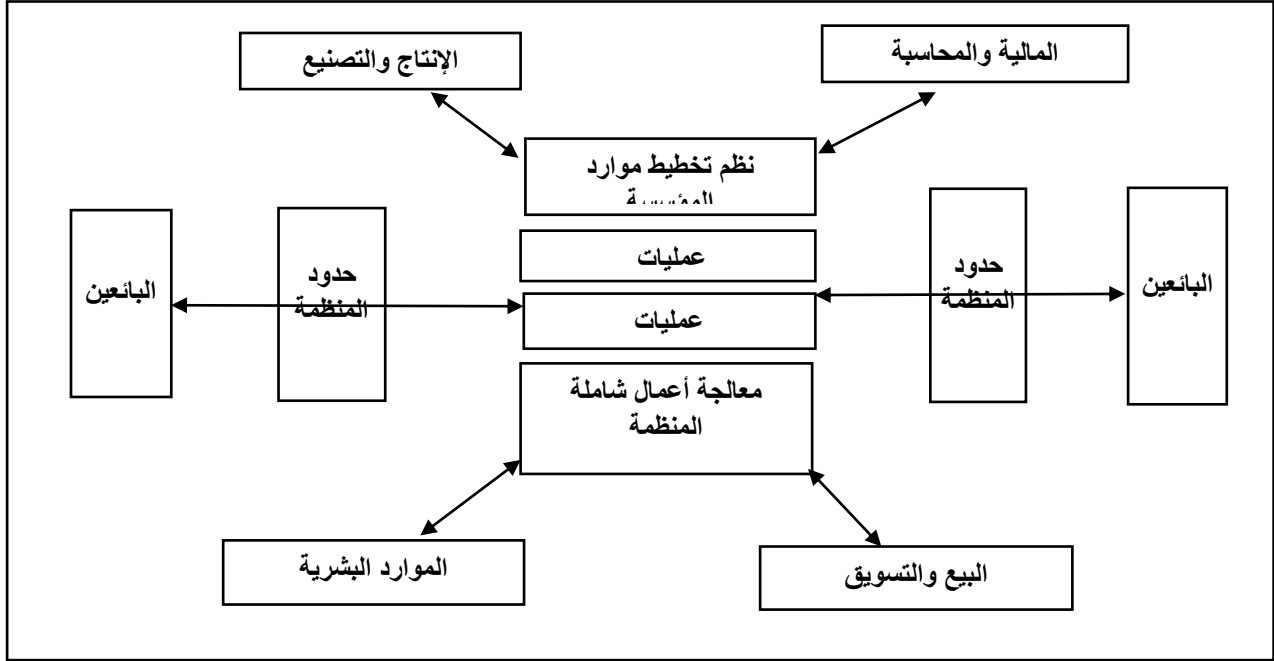 المالية والمحاسبة
الإنتاج والتصنيع
نظم تخطيط موارد
المؤسسة
البائعين
حدود
المنظمة
عمليات
عمليات
حدود
المنظمة
البائعين
معالجة أعمال شاملة
المنظمة
البيع والتسويق
الموارد البشرية